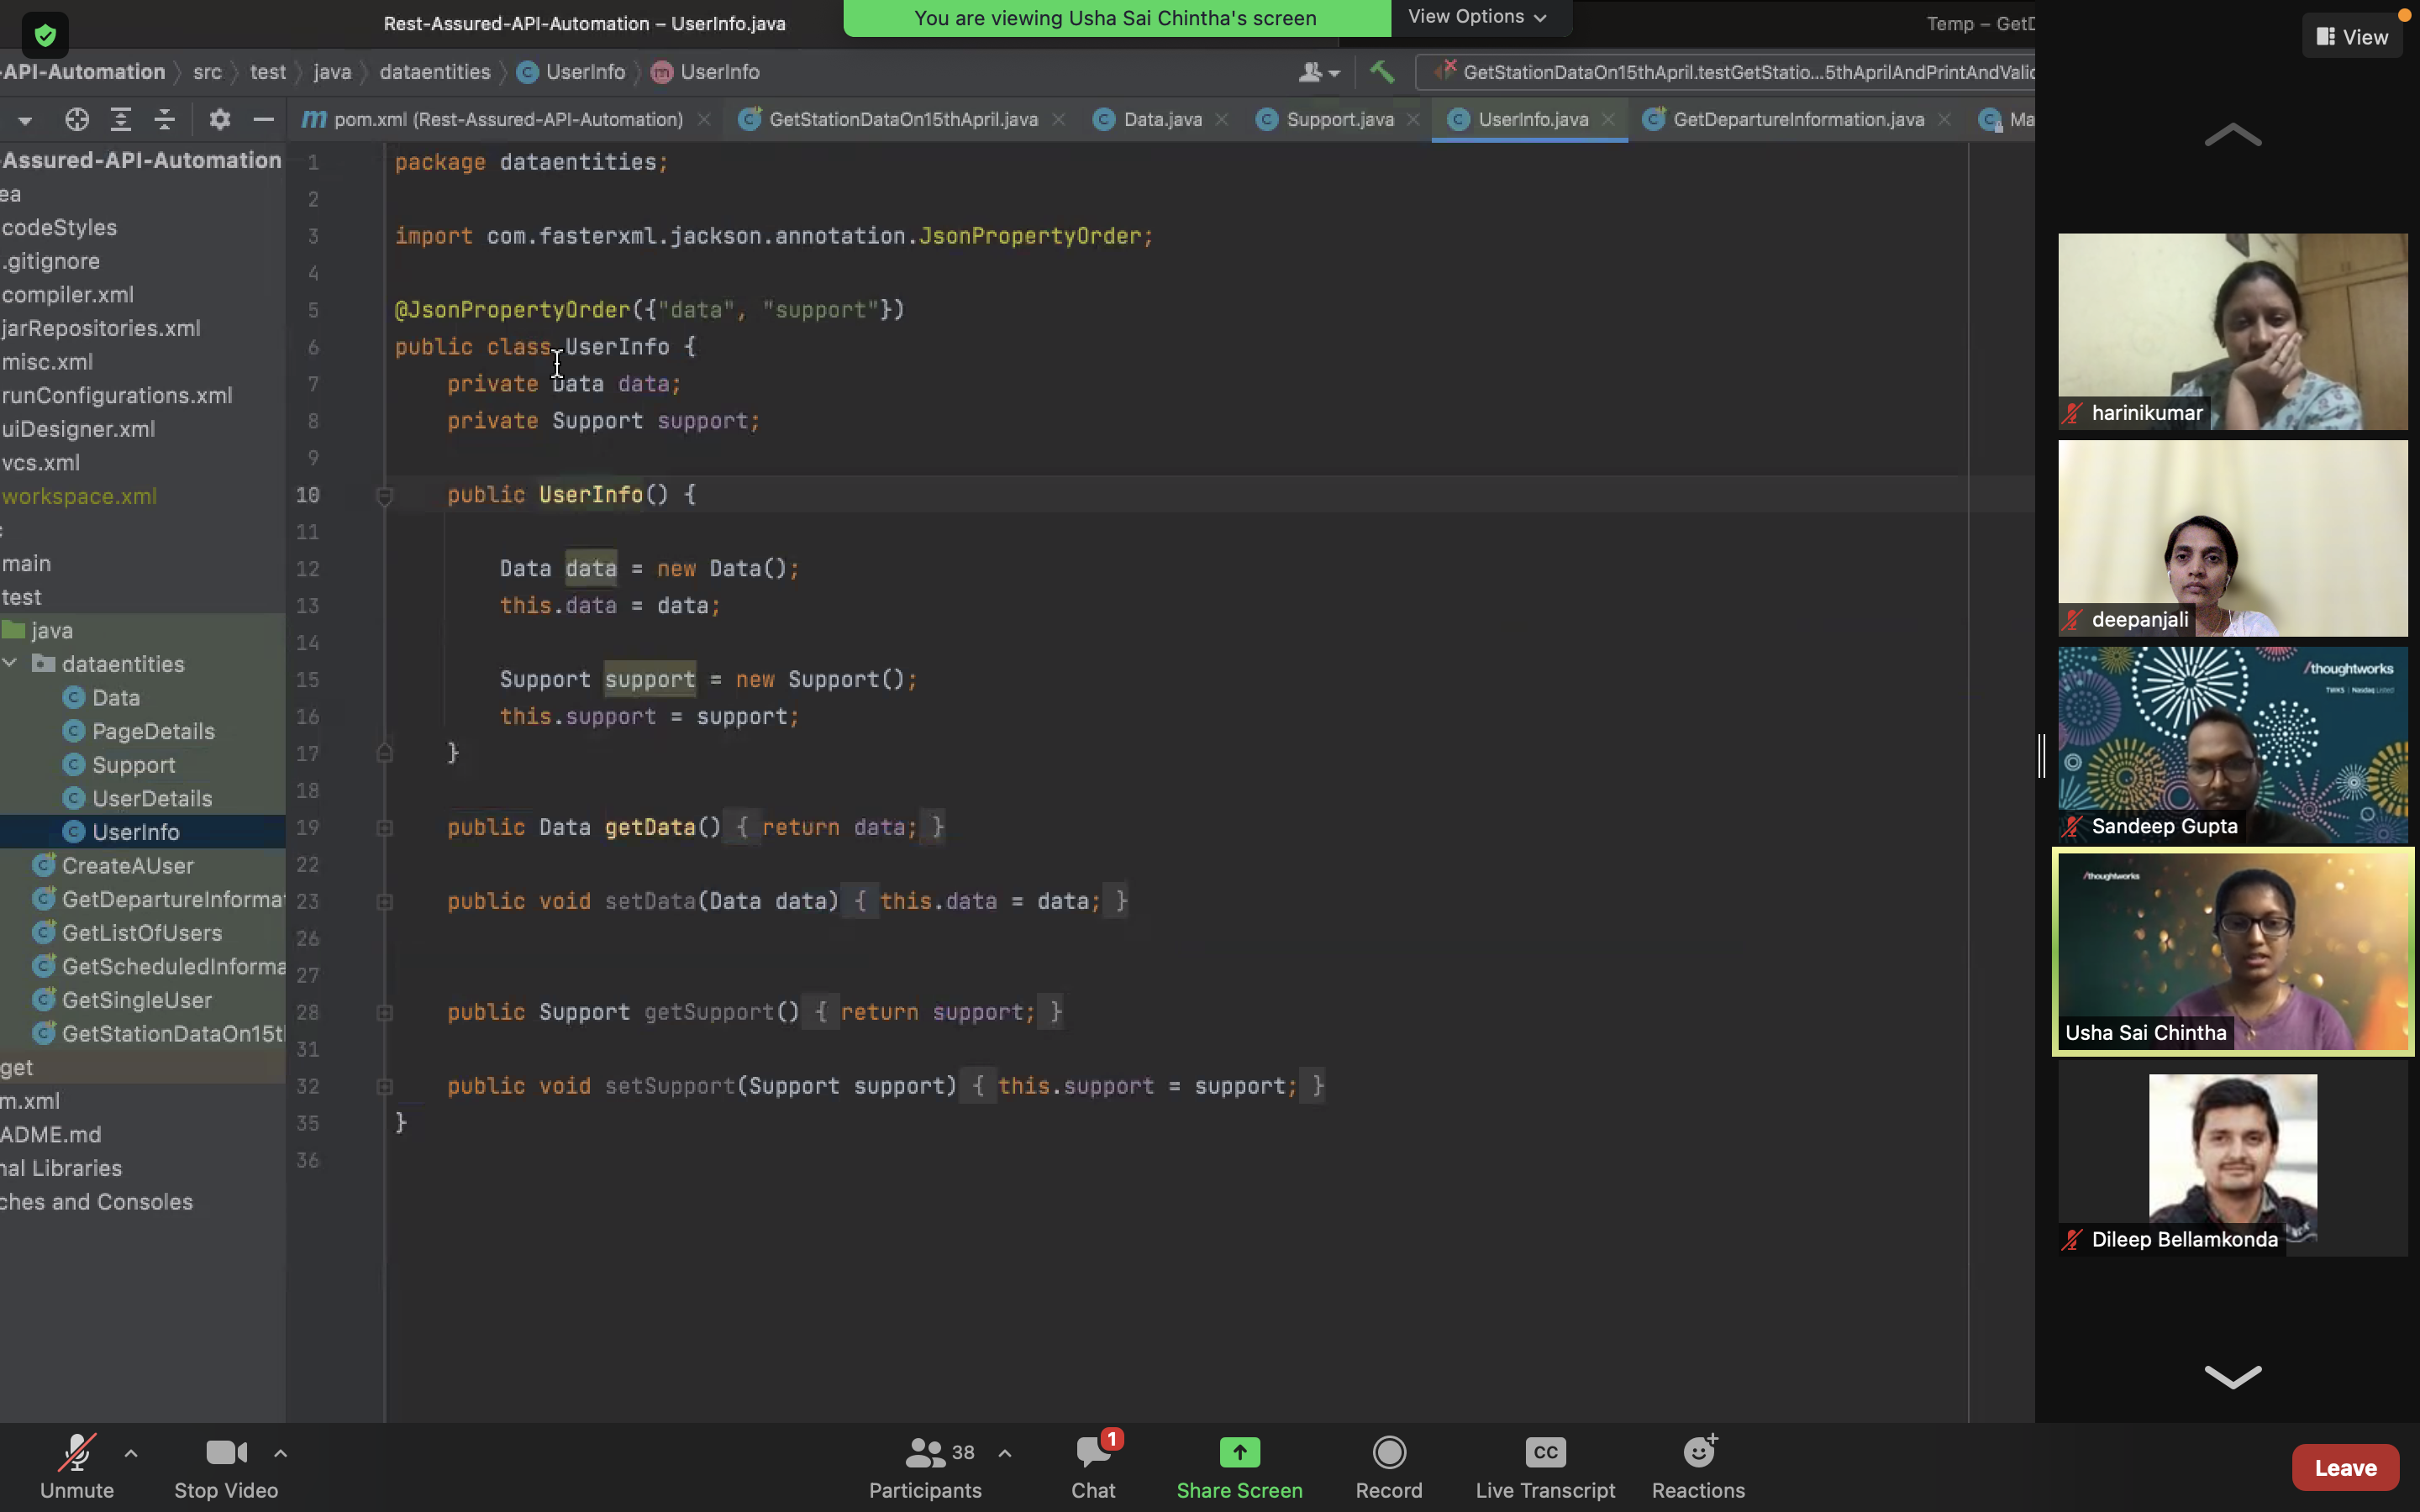 Rest-Assured-API-Automation – UserInfo.java
You are viewing Usha Sai Chintha's screen
View Options
Temp – GetD
View
-API-Automation src test java dataentities UserInfo UserInfo
GetStationDataOn15thApril.testGetStatio...5thAprilAndPrintAndValid
pom.xml (Rest-Assured-API-Automation) GetStationDataOn15thApril.java Data.java Support.java UserInfo.java GetDepartureInformation.java Ma
-Assured-API-Automation
ea
codeStyles
.gitignore
compiler.xml
jarRepositories.xml
misc.xml
runConfigurations.xml
uiDesigner.xml
vcs.xml
workspace.xml
main
test
java
dataentities
Data
PageDetails
Support
UserDetails
UserInfo
CreateAUser
GetDepartureInforma
GetListOfUsers
GetScheduledInforma
GetSingleUser
GetStationDataOn15t
get
m.xml
ADME.md
nal Libraries
ches and Consoles
1 package dataentities;
2
3 import com.fasterxml.jackson.annotation.JsonPropertyOrder;
4
5 @JsonPropertyOrder({"data", "support"})
6 public class UserInfo {
7 private Data data;
8 private Support support;
9
10 public UserInfo() {
11
12 Data data = new Data();
13 this.data = data;
14
15 Support support = new Support();
16 this.support = support;
17 }
18
19 public Data getData() { return data; }
22
23 public void setData(Data data) { this.data = data; }
26
27
28 public Support getSupport() { return support; }
31
32 public void setSupport(Support support) { this.support = support; }
35 }
36
harinikumar
deepanjali
/thoughtworks
TWKS | Nasdaq Listed
Sandeep Gupta
/thoughtworks
Usha Sai Chintha
Dileep Bellamkonda
Unmute
Stop Video
38
Participants
1
Chat
Share Screen
Record
CC
Live Transcript
Reactions
Leave